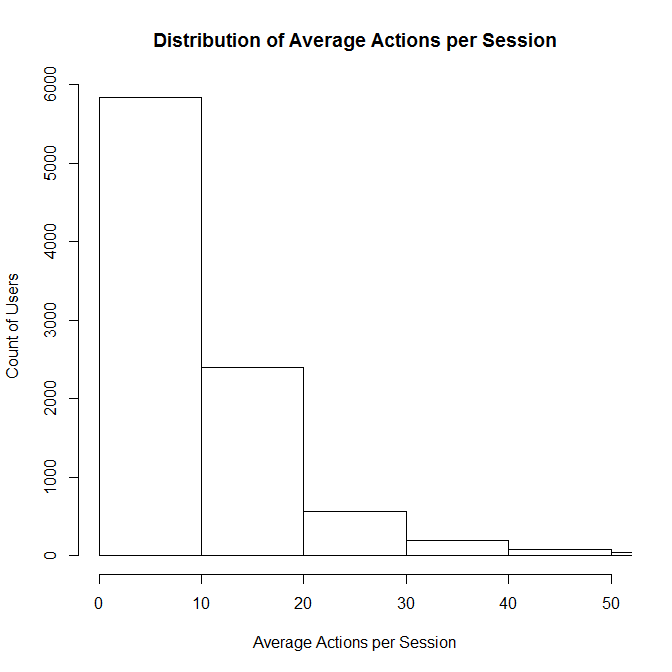 Distribution of Average Actions per Session
6000
5000
4000
3000
2000
1000
0
Count of Users
0 10 20 30 40 50
Average Actions per Session